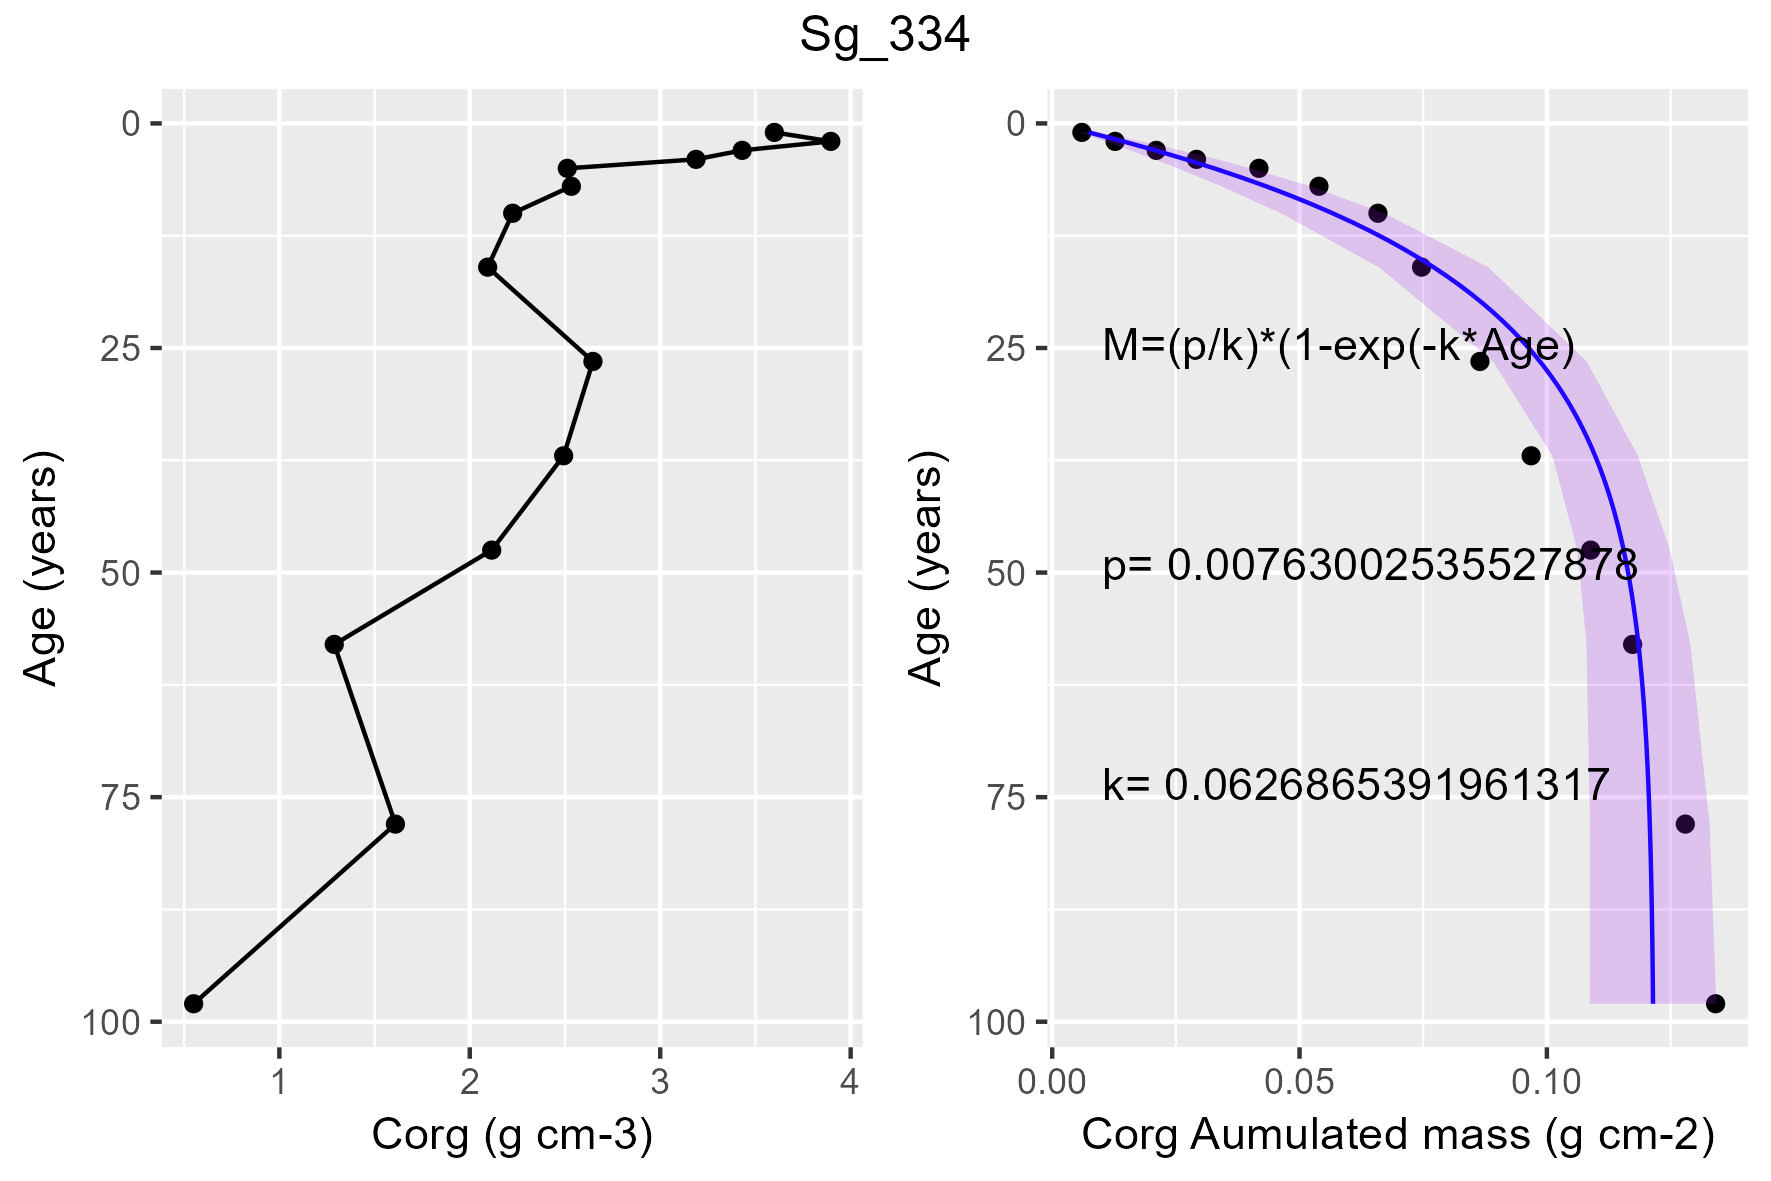 Sg_334
0
25
50
75
100
Age (years)
1 2 3 4
Corg (g cm-3)
0
25
50
75
100
Age (years)
M=(p/k)*(1-exp(-k*Age)
p= 0.00763002535527878
k= 0.0626865391961317
0.00 0.05 0.10
Corg Aumulated mass (g cm-2)